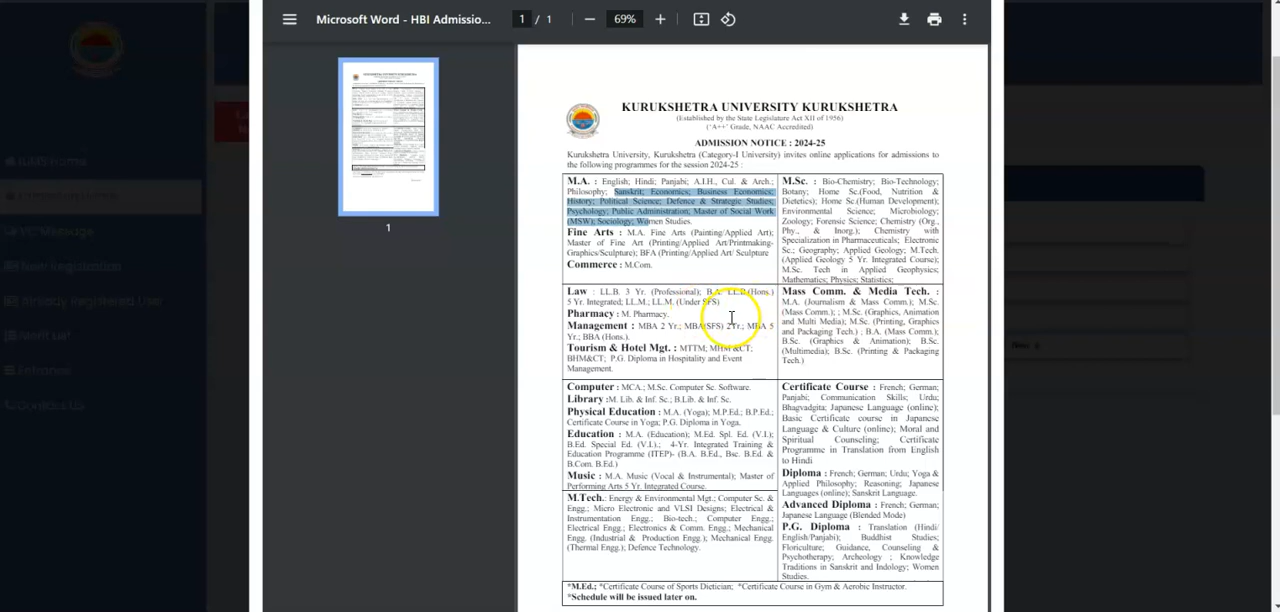 Microsoft Word - HBI Admissio...
1 / 1
69%
1
KURUKSHETRA UNIVERSITY KURUKSHETRA
(Established by the State Legislature Act XII of 1956)
('A++' Grade, NAAC Accredited)
ADMISSION NOTICE : 2024-25
Kurukshetra University, Kurukshetra (Category-I University) invites online applications for admissions to
the following programmes for the session 2024-25 :
M.A. : English, Hindi; Panjabi; A.I.H., Cul. & Arch.;
Philosophy; Sanskrit; Economics; Business Economics;
History; Political Science; Defence & Strategic Studies;
Psychology; Public Administration; Master of Social Work
(MSW); Sociology; Women Studies.
Fine Arts : M.A. Fine Arts (Painting/Applied Art);
Master of Fine Art (Printing/Applied Art/Printmaking-
Graphics/Sculpture); BFA (Printing/Applied Art/ Sculpture
Commerce : M.Com.
M.Sc. : Bio-Chemistry; Bio-Technology;
Botany; Home Sc.(Food, Nutrition &
Dietetics); Home Sc.(Human Development);
Environmental Science; Microbiology;
Zoology; Forensic Science; Chemistry (Org.
Phy., & Inorg.); Chemistry with
Specialization in Pharmaceuticals; Electronic
Sc.; Geography; Applied Geology; M.Tech.
(Applied Geology 5 Yr. Integrated Course);
M.Sc. Tech in Applied Geophysics;
Mathematics; Physics; Statistics;
Law : LL.B. 3 Yr. (Professional); B.A. LL.B.(Hons.)
5 Yr. Integrated; LL.M.; LL.M. (Under SFS)
Pharmacy : M. Pharmacy.
Management : MBA 2 Yr.; MBA(SFS) 2Yr.; MBA 5
Yr.; BBA (Hons.).
Tourism & Hotel Mgt. : MTTM, MHM &CT;
BHM&CT; P.G. Diploma in Hospitality and Event
Management.
Mass Comm. & Media Tech. :
M.A. (Journalism & Mass Comm.); M.Sc.
(Mass Comm.); ; M.Sc. (Graphics, Animation
and Multi Media); M.Sc. (Printing, Graphics
and Packaging Tech.) ; B.A. (Mass Comm.);
B.Sc. (Graphics & Animation); B.Sc.
(Multimedia); B.Sc. (Printing & Packaging
Tech.)
Computer : MCA.; M.Sc. Computer Sc. Software.
Library :M. Lib. & Inf. Sc.; B.Lib. & Inf. Sc.
Physical Education : M.A. (Yoga); M.P.Ed.; B.P.Ed.;
Certificate Course in Yoga; P.G. Diploma in Yoga.
Education : M.A. (Education); M.Ed. Spl. Ed. (V.I.);
B.Ed. Special Ed. (V.I.).; 4-Yr. Integrated Training &
Education Programme (ITEP)- (B.A. B.Ed., Bsc. B.Ed. &
B.Com. B.Ed.)
Music : M.A. Music (Vocal & Instrumental); Master of
Performing Arts 5 Yr. Integrated Course.
M.Tech.: Energy & Environmental Mgt.; Computer Sc. &
Engg.; Micro Electronic and VLSI Designs; Electrical &
Instrumentation Engg.; Bio-tech.; Computer Engg.;
Electrical Engg.; Electronics & Comm. Engg.; Mechanical
Engg. (Industrial & Production Engg.); Mechanical Engg.
(Thermal Engg.); Defence Technology.
Certificate Course : French; German;
Panjabi; Communication Skills; Urdu;
Bhagvadgita; Japanese Language (online);
Basic Certificate course in Japanese
Language & Culture (online); Moral and
Spiritual Counseling; Certificate
Programme in Translation from English
to Hindi
Diploma : French; German; Urdu; Yoga &
Applied Philosophy; Reasoning; Japanese
Languages (online); Sanskrit Language.
Advanced Diploma : French; German;
Japanese Language (Blended Mode)
P.G. Diploma : Translation (Hindi/
English/Panjabi); Buddhist Studies;
Floriculture; Guidance, Counseling &
Psychotherapy; Archeology ; Knowledge
Traditions in Sanskrit and Indology; Women
Studies.
*M.Ed.; *Certificate Course of Sports Dietician; *Certificate Course in Gym & Aerobic Instructor.
*Schedule will be issued later on.